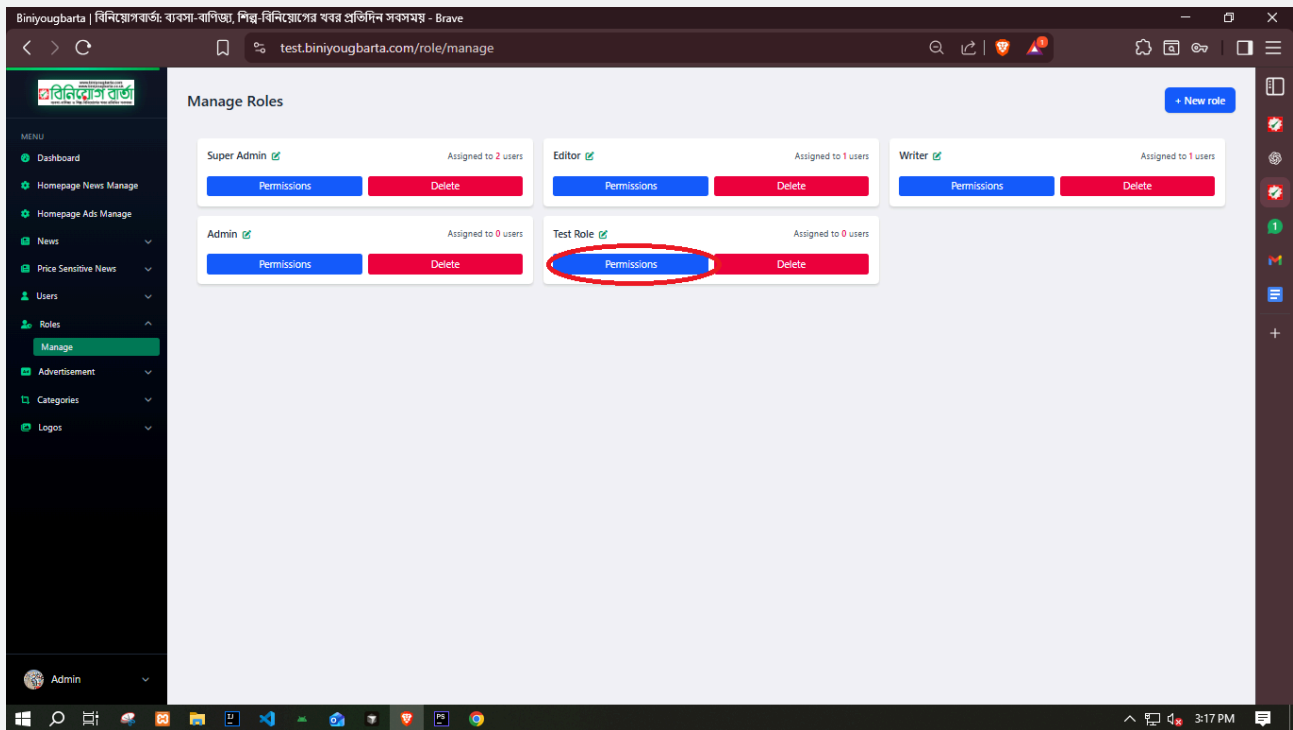 Biniyougbarta | বিনিয়োগবার্তা: ব্যবসা-বাণিজ্য, শিল্প-বিনিয়োগের খবর প্রতিদিন সবসময় - Brave
test.biniyougbarta.com/role/manage
বিনিয়োগ বার্তা
Manage Roles
+ New role
MENU
Dashboard
Homepage News Manage
Homepage Ads Manage
News
Price Sensitive News
Users
Roles
Manage
Advertisement
Categories
Logos
Super Admin Assigned to 2 users
Permissions Delete
Editor Assigned to 1 users
Permissions Delete
Writer Assigned to 1 users
Permissions Delete
Admin Assigned to 0 users
Permissions Delete
Test Role Assigned to 0 users
Permissions Delete
Admin
3:17 PM